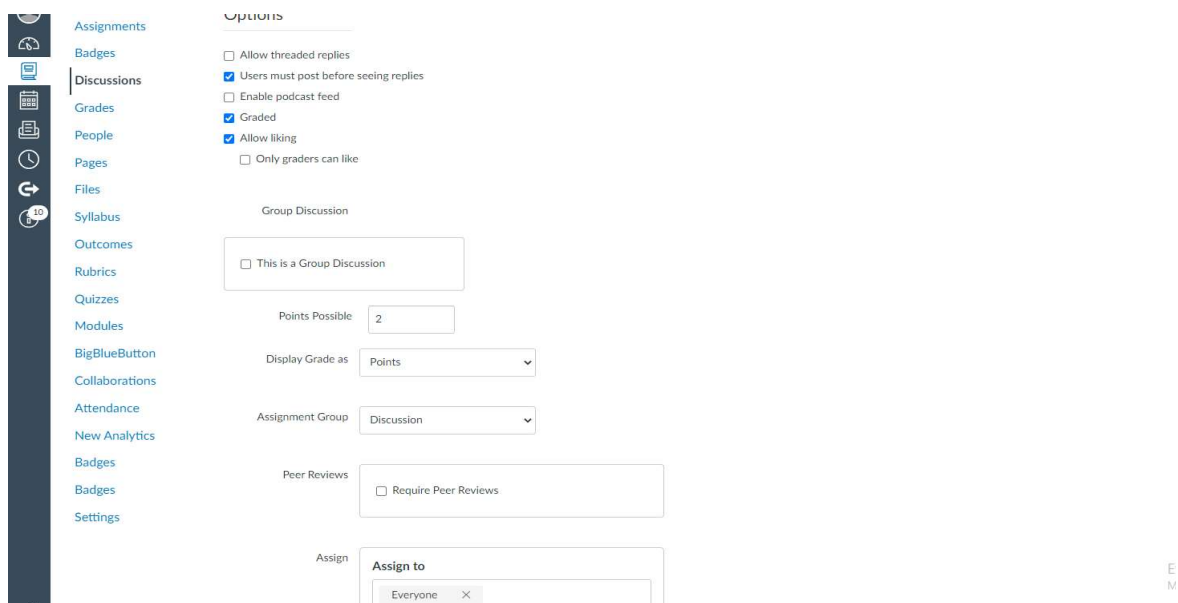 Options
Assignments
Badges
Allow threaded replies
Users must post before seeing replies
Discussions
Enable podcast feed
Grades
Graded
People
Allow liking
Only graders can like
Pages
Files
10
Syllabus
Group Discussion
Outcomes
This is a Group Discussion
Rubrics
Quizzes
Points Possible
2
Modules
BigBlueButton
Display Grade as
Points
Collaborations
Attendance
Assignment Group
Discussion
New Analytics
Badges
Peer Reviews
Require Peer Reviews
Badges
Settings
Assign
Assign to
Everyone
E
M